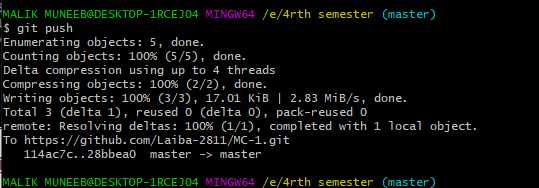 MALIK MUNEEB@DESKTOP-1RCEJO4 MINGW64 /e/4rth semester (master)
$ git push
Enumerating objects: 5, done.
Counting objects: 100% (5/5), done.
Delta compression using up to 4 threads
Compressing objects: 100% (2/2), done.
Writing objects: 100% (3/3), 17.01 KiB | 2.83 MiB/s, done.
Total 3 (delta 1), reused 0 (delta 0), pack-reused 0
remote: Resolving deltas: 100% (1/1), completed with 1 local object.
To https://github.com/Laiba-2811/MC-1.git
   114ac7c..28bbea0  master -> master
MALIK MUNEEB@DESKTOP-1RCEJO4 MINGW64 /e/4rth semester (master)